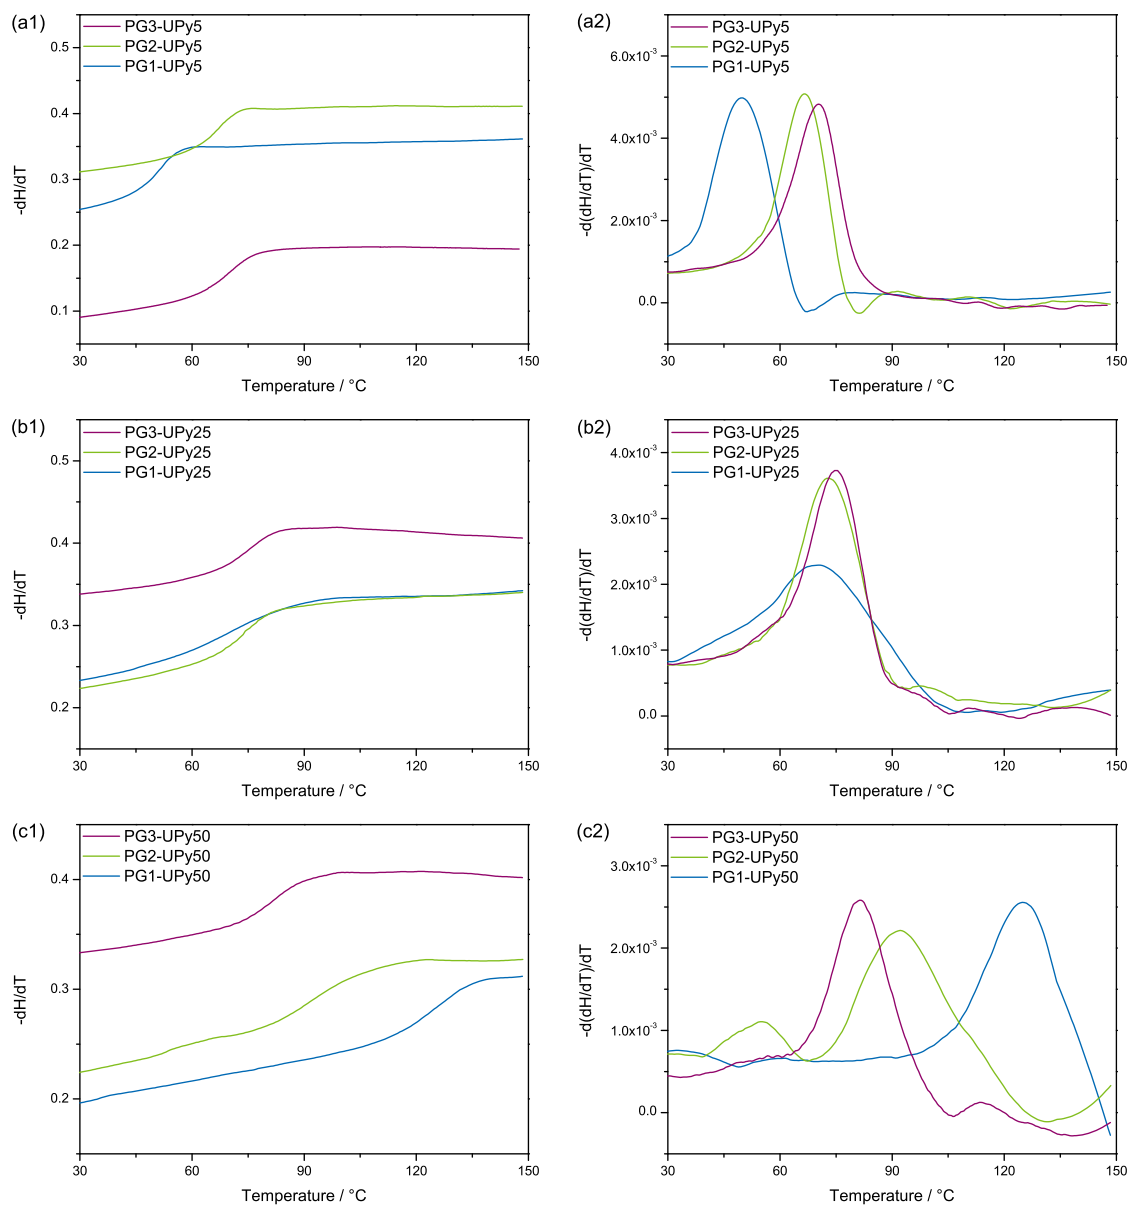 (a1)
PG3-UPy5
PG2-UPy5
PG1-UPy5
0.5
0.4
0.3
0.2
0.1
-dH/dT
30 60 90 120 150
Temperature / °C
(a2)
PG3-UPy5
PG2-UPy5
PG1-UPy5
6.0x10⁻³
4.0x10⁻³
2.0x10⁻³
0.0
-d(dH/dT)/dT
30 60 90 120 150
Temperature / °C
(b1)
PG3-UPy25
PG2-UPy25
PG1-UPy25
0.5
0.4
0.3
0.2
-dH/dT
30 60 90 120 150
Temperature / °C
(b2)
PG3-UPy25
PG2-UPy25
PG1-UPy25
4.0x10⁻³
3.0x10⁻³
2.0x10⁻³
1.0x10⁻³
0.0
-d(dH/dT)/dT
30 60 90 120 150
Temperature / °C
(c1)
PG3-UPy50
PG2-UPy50
PG1-UPy50
0.4
0.3
0.2
-dH/dT
30 60 90 120 150
Temperature / °C
(c2)
PG3-UPy50
PG2-UPy50
PG1-UPy50
3.0x10⁻³
2.0x10⁻³
1.0x10⁻³
0.0
-d(dH/dT)/dT
30 60 90 120 150
Temperature / °C